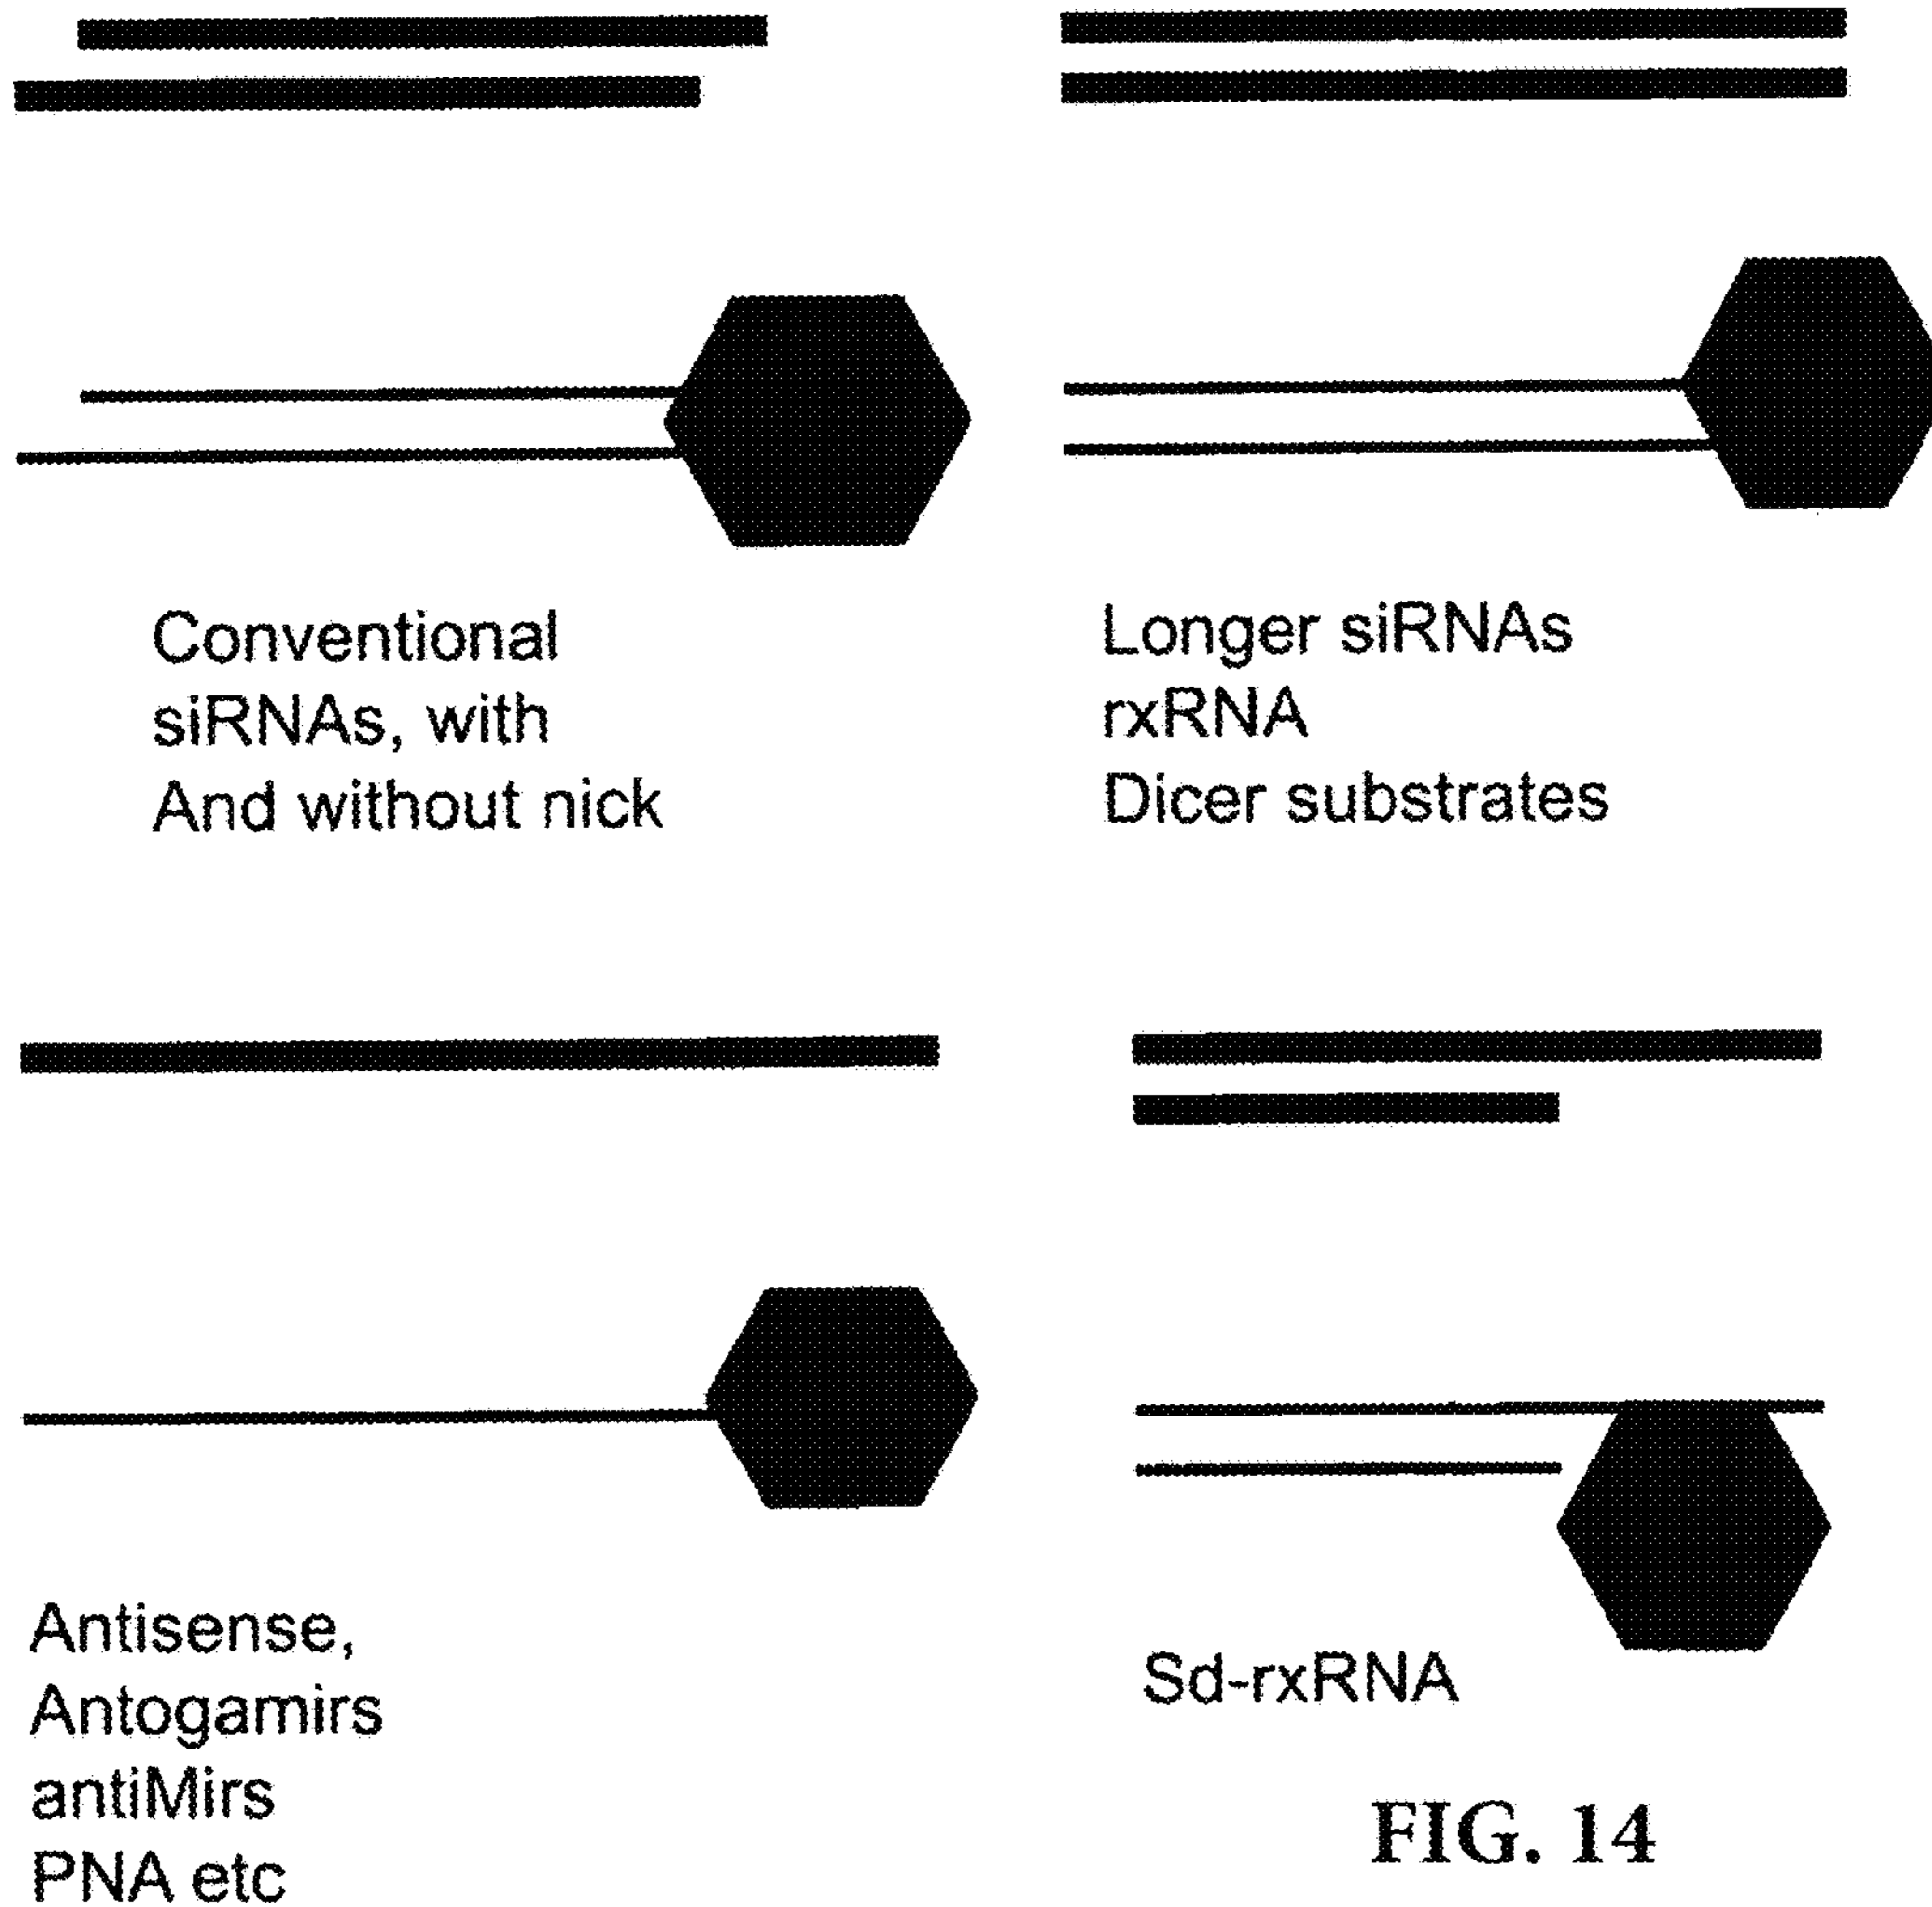 Conventional
siRNAs, with
And without nick
Longer siRNAs
rxRNA
Dicer substrates
Antisense,
Antogamirs
antiMirs
PNA etc
Sd-rxRNA
FIG. 14